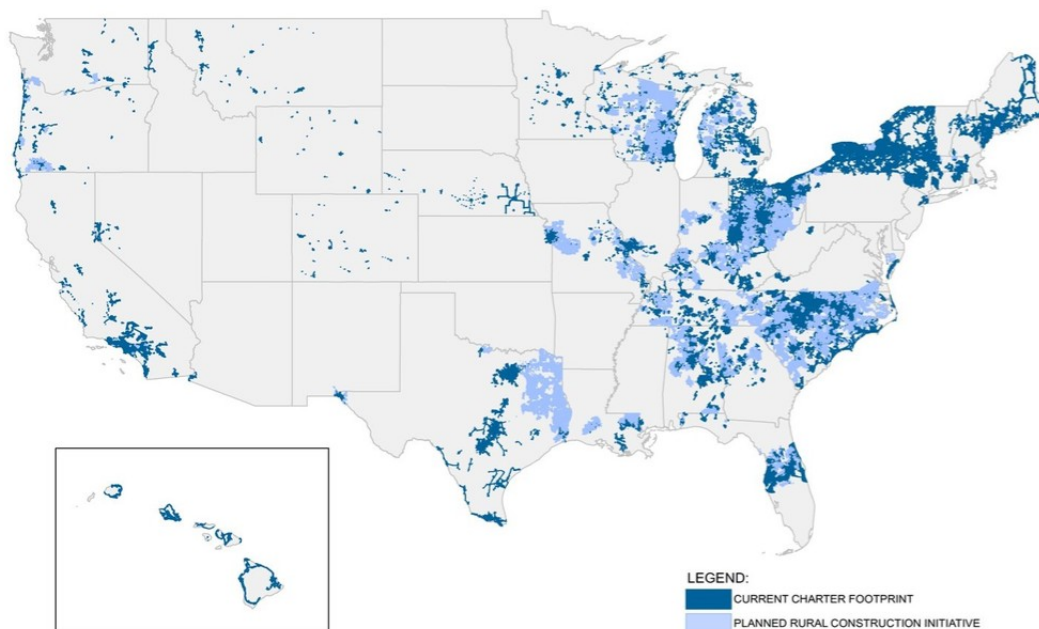 LEGEND:
CURRENT CHARTER FOOTPRINT
PLANNED RURAL CONSTRUCTION INITIATIVE